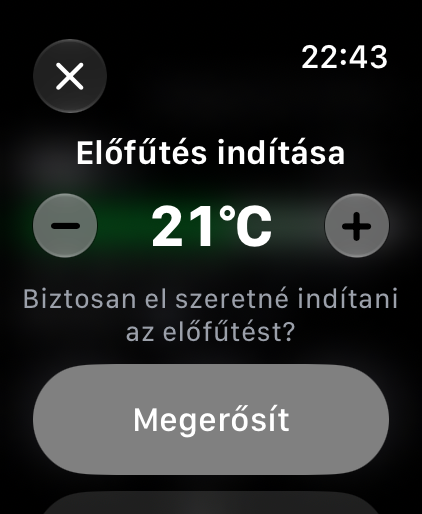 22:43
Előfűtés indítása
21°C
Biztosan el szeretné indítani
az előfűtést?
Megerősít